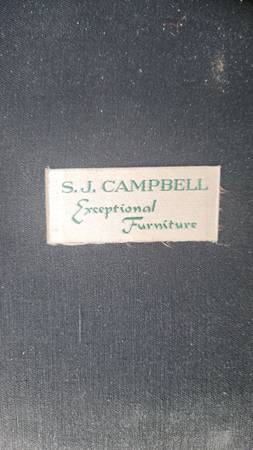 S. J. CAMPBELL
Exceptional
Furniture